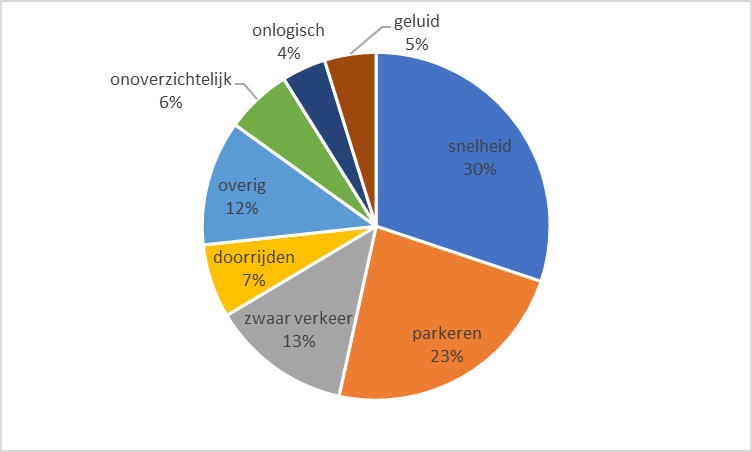 geluid
5%
onlogisch
4%
onoverzichtelijk
6%
snelheid
30%
overig
12%
doorrijden
7%
zwaar verkeer
13%
parkeren
23%